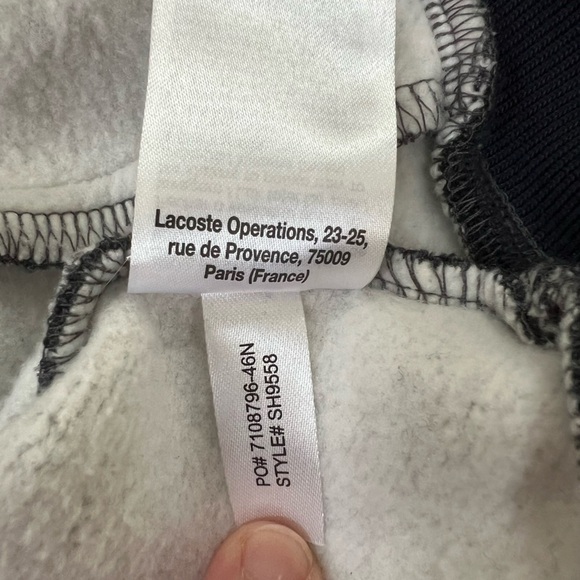 Lacoste Operations, 23-25,
rue de Provence, 75009
Paris (France)
PO# 7108796-46N
STYLE# SH9558